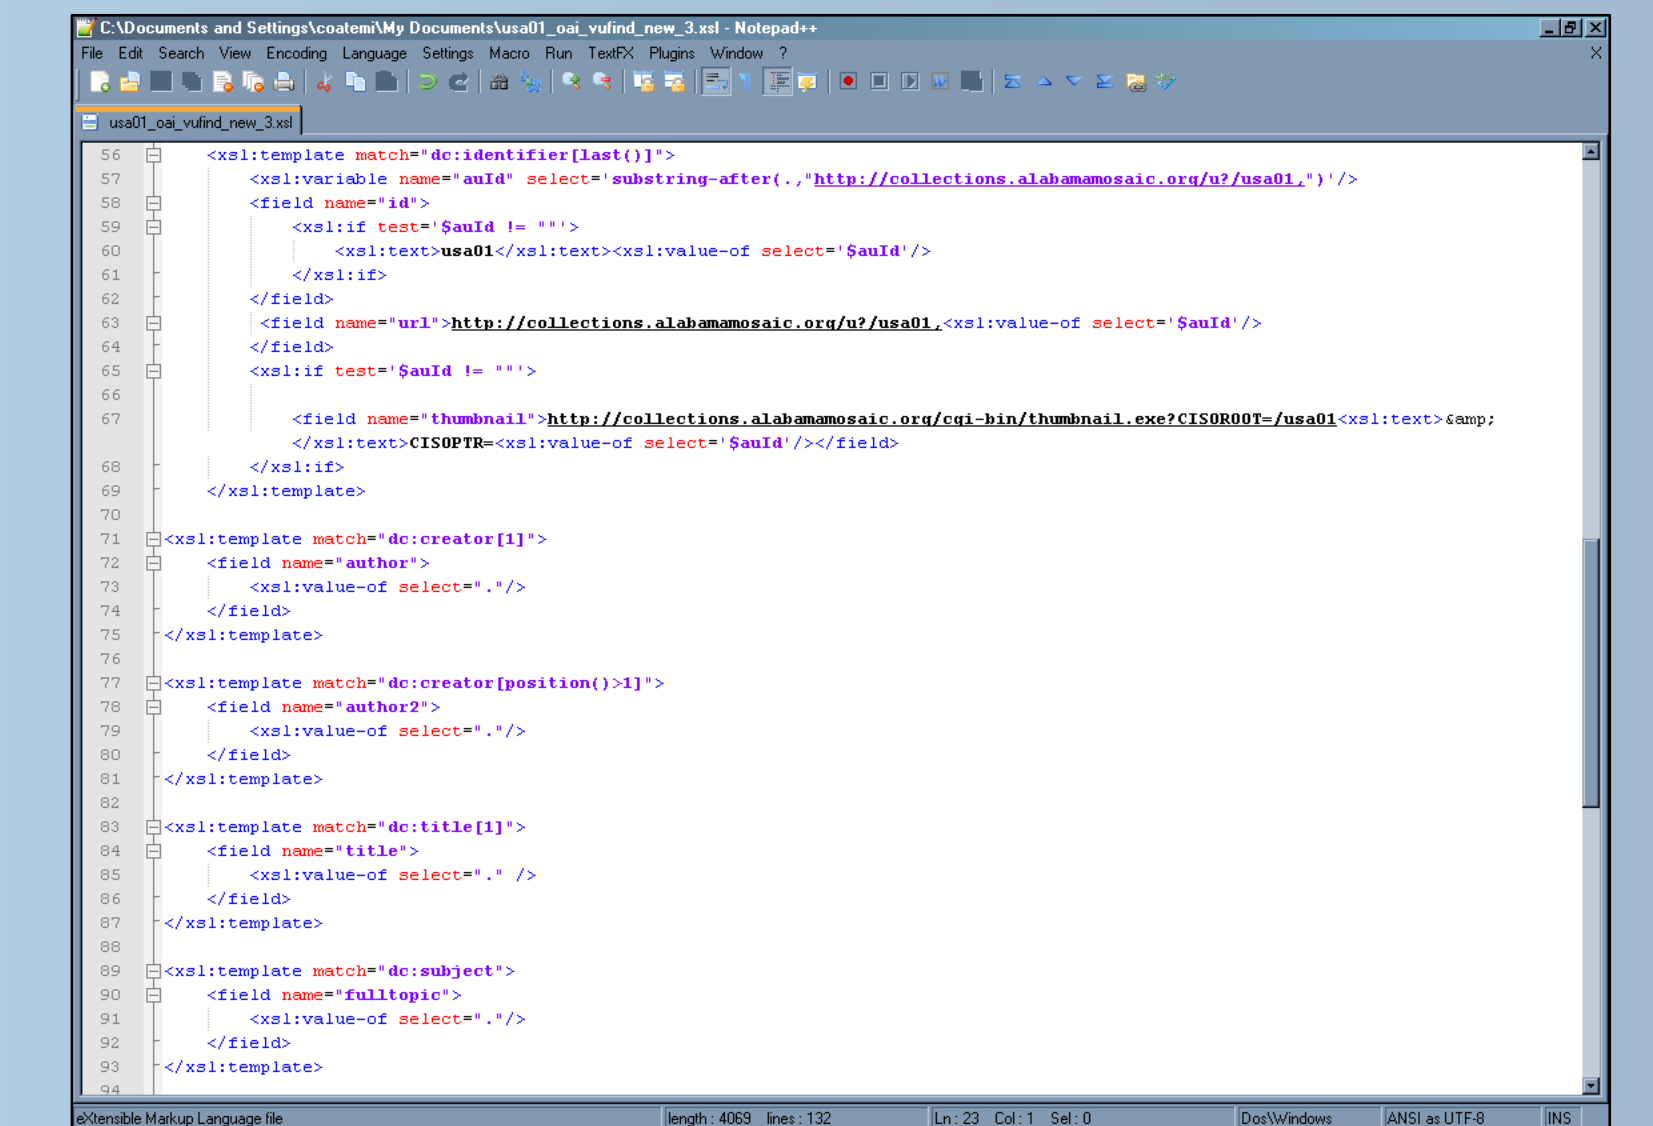 C:\Documents and Settings\coatemi\My Documents\usa01_oai_vufind_new_3.xsl - Notepad++
File Edit Search View Encoding Language Settings Macro Run TextFX Plugins Window ? X
usa01_oai_vufind_new_3.xsl
56 <xsl:template match="dc:identifier[last()]">
57 <xsl:variable name="auId" select='substring-after(.,"http://collections.alabamamosaic.org/u?/usa01,")'/>
58 <field name="id">
59 <xsl:if test='$auId != ""'>
60 <xsl:text>usa01</xsl:text><xsl:value-of select='$auId'/>
61 </xsl:if>
62 </field>
63 <field name="url">http://collections.alabamamosaic.org/u?/usa01,<xsl:value-of select='$auId'/>
64 </field>
65 <xsl:if test='$auId != ""'>
66
67 <field name="thumbnail">http://collections.alabamamosaic.org/cgi-bin/thumbnail.exe?CISOROOT=/usa01<xsl:text>&amp;
</xsl:text>CISOPTR=<xsl:value-of select='$auId'/></field>
68 </xsl:if>
69 </xsl:template>
70
71 <xsl:template match="dc:creator[1]">
72 <field name="author">
73 <xsl:value-of select="."/>
74 </field>
75 </xsl:template>
76
77 <xsl:template match="dc:creator[position()>1]">
78 <field name="author2">
79 <xsl:value-of select="."/>
80 </field>
81 </xsl:template>
82
83 <xsl:template match="dc:title[1]">
84 <field name="title">
85 <xsl:value-of select="." />
86 </field>
87 </xsl:template>
88
89 <xsl:template match="dc:subject">
90 <field name="fulltopic">
91 <xsl:value-of select="."/>
92 </field>
93 </xsl:template>
94
eXtensible Markup Language file length : 4069 lines : 132 Ln : 23 Col : 1 Sel : 0 Dos\Windows ANSI as UTF-8 INS